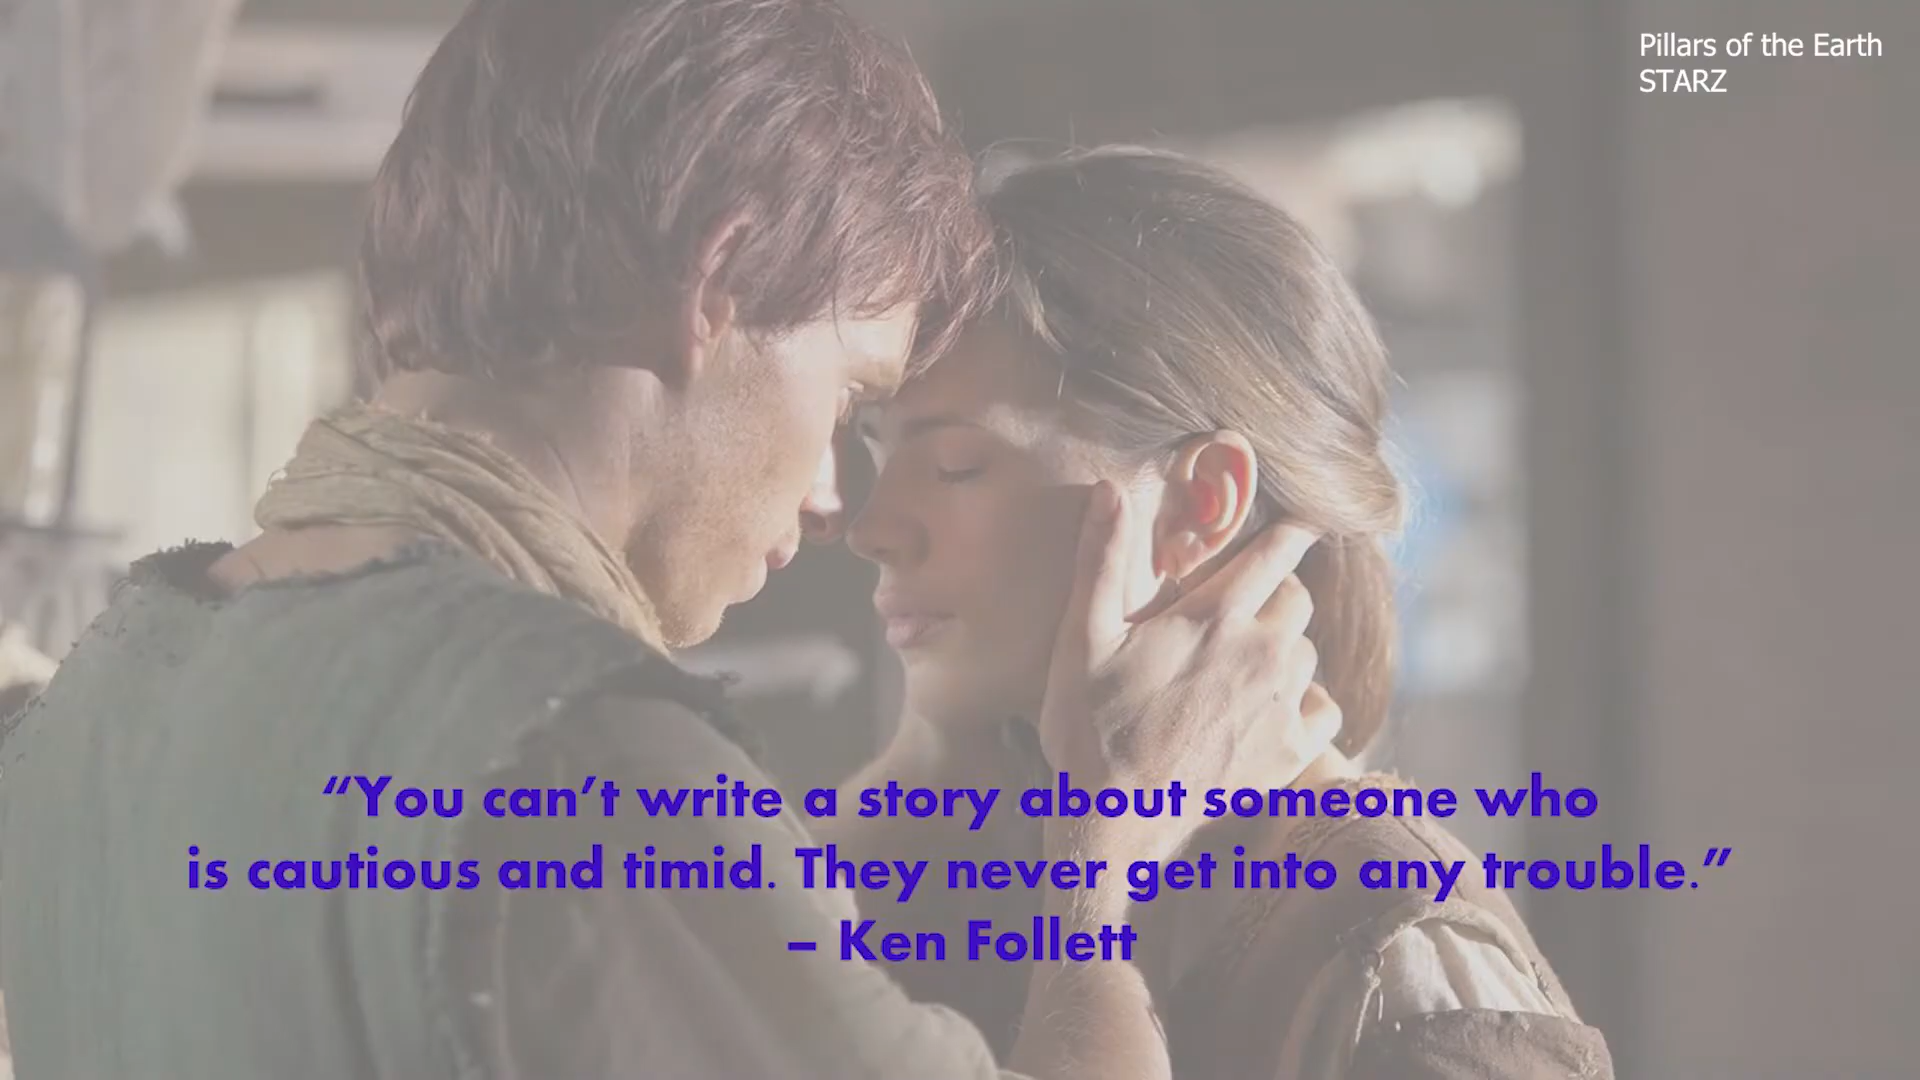 Pillars of the Earth
STARZ
“You can’t write a story about someone who
is cautious and timid. They never get into any trouble.”
– Ken Follett